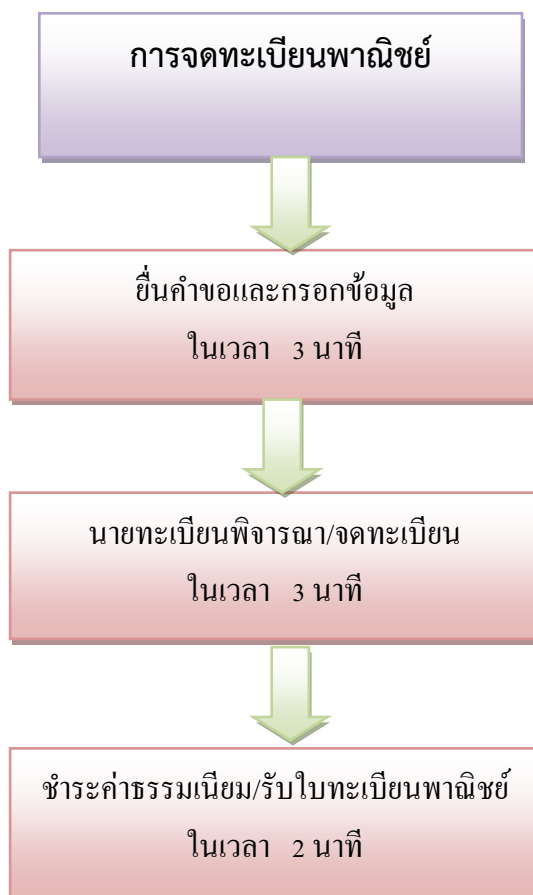 การจดทะเบียนพาณิชย์
ยื่นคำขอและกรอกข้อมูล
ในเวลา 3 นาที
นายทะเบียนพิจารณา/จดทะเบียน
ในเวลา 3 นาที
ชำระค่าธรรมเนียม/รับใบทะเบียนพาณิชย์
ในเวลา 2 นาที